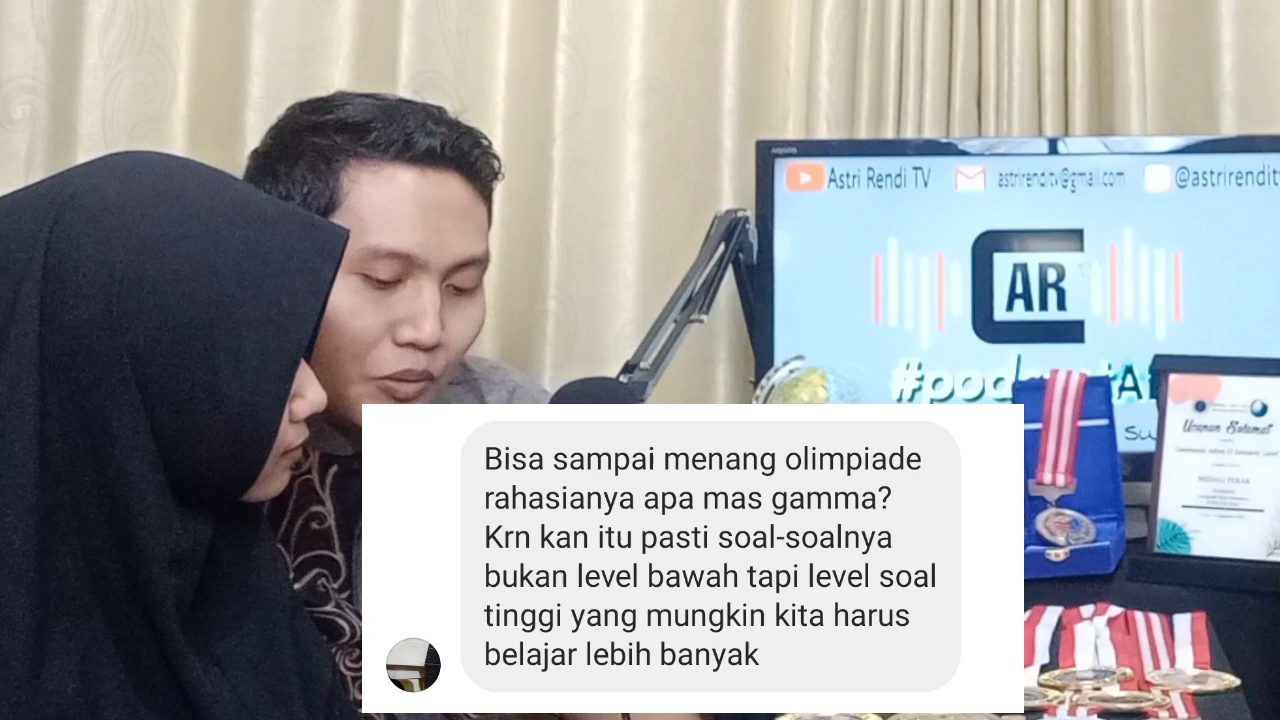 Astri Rendi TV
astrirenditv@gmail.com
AR
Ucapan Selamat
MEDALI PERAK
Bisa sampai menang olimpiade
rahasianya apa mas gamma?
Krn kan itu pasti soal-soalnya
bukan level bawah tapi level soal
tinggi yang mungkin kita harus
belajar lebih banyak